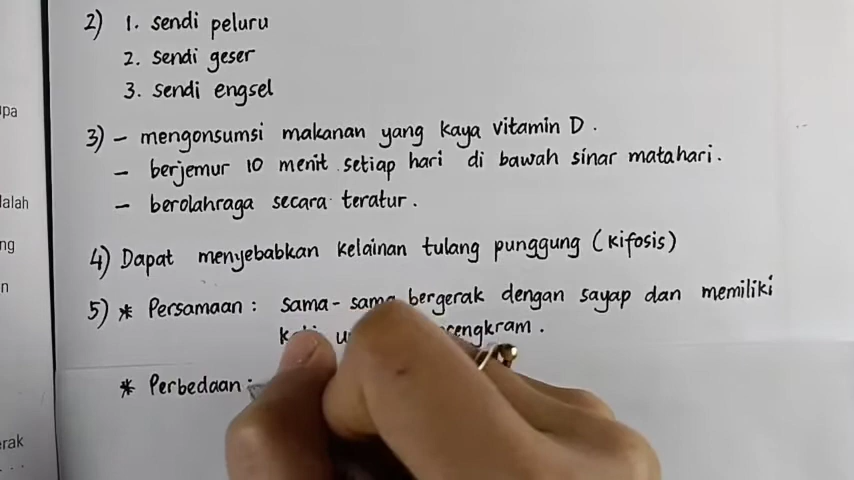 2) 1. sendi peluru
2. sendi geser
3. sendi engsel
3) - mengonsumsi makanan yang kaya vitamin D.
- berjemur 10 menit setiap hari di bawah sinar matahari.
- berolahraga secara teratur.
4) Dapat menyebabkan kelainan tulang punggung (kifosis)
5) * Persamaan : sama-sama bergerak dengan sayap dan memiliki
* Perbedaan :